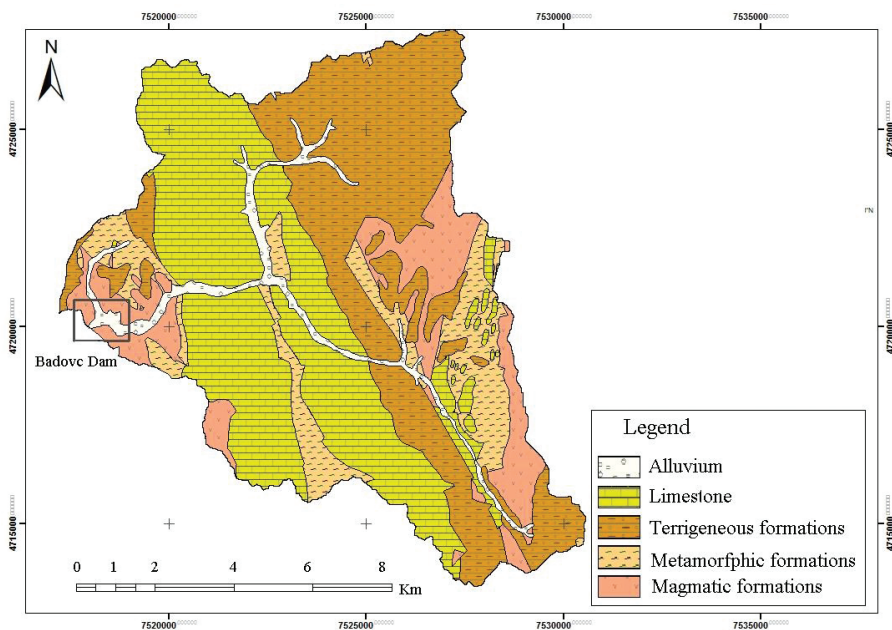 7520000 7525000 7530000 7535000
N
4725000 4725000
4720000 4720000
Badovc Dam
4715000 4715000
Legend
Alluvium
Limestone
Terrigeneous formations
Metamorfphic formations
Magmatic formations
0 1 2 4 6 8
Km
7520000 7525000 7530000 7535000